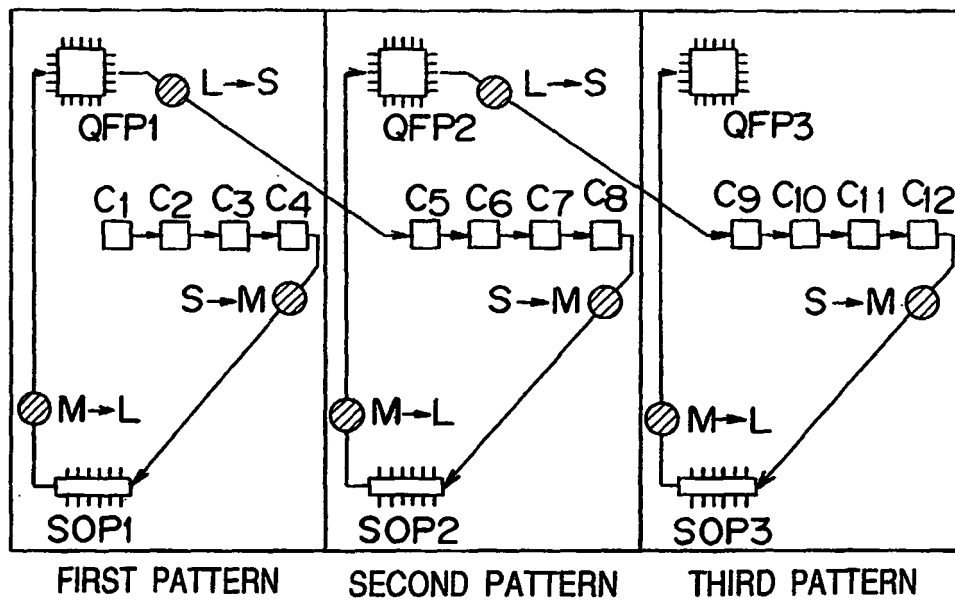 QFP1
L→S
C1 C2 C3 C4
S→M
M→L
SOP1
FIRST PATTERN
QFP2
L→S
C5 C6 C7 C8
S→M
M→L
SOP2
SECOND PATTERN
QFP3
C9 C10 C11 C12
S→M
M→L
SOP3
THIRD PATTERN